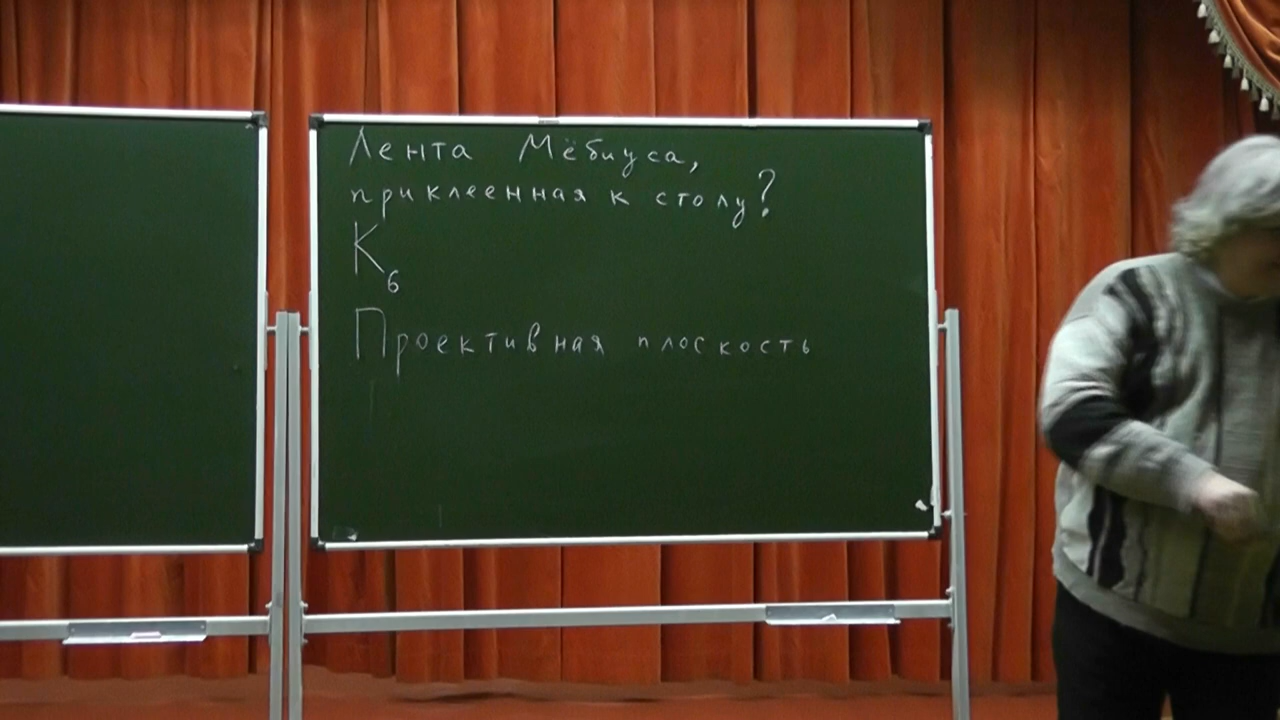 Лента Мёбиуса,
приклеенная к столу?
K₆
Проективная плоскость